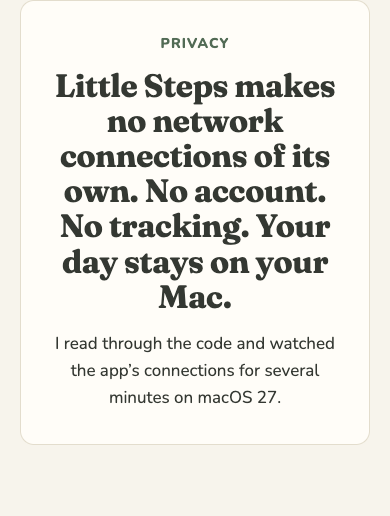 PRIVACY
Little Steps makes
no network
connections of its
own. No account.
No tracking. Your
day stays on your
Mac.
I read through the code and watched
the app’s connections for several
minutes on macOS 27.